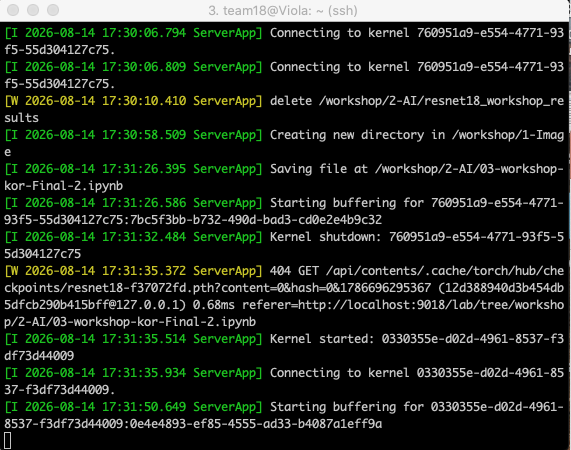 3. team18@Viola: ~ (ssh)
[I 2026-08-14 17:30:06.794 ServerApp] Connecting to kernel 760951a9-e554-4771-93
f5-55d304127c75.
[I 2026-08-14 17:30:06.809 ServerApp] Connecting to kernel 760951a9-e554-4771-93
f5-55d304127c75.
[W 2026-08-14 17:30:10.410 ServerApp] delete /workshop/2-AI/resnet18_workshop_re
sults
[I 2026-08-14 17:30:58.509 ServerApp] Creating new directory in /workshop/1-Imag
e
[I 2026-08-14 17:31:26.395 ServerApp] Saving file at /workshop/2-AI/03-workshop-
kor-Final-2.ipynb
[I 2026-08-14 17:31:26.586 ServerApp] Starting buffering for 760951a9-e554-4771-
93f5-55d304127c75:7bc5f3bb-b732-490d-bad3-cd0e2e4b9c32
[I 2026-08-14 17:31:32.484 ServerApp] Kernel shutdown: 760951a9-e554-4771-93f5-5
5d304127c75
[W 2026-08-14 17:31:35.372 ServerApp] 404 GET /api/contents/.cache/torch/hub/che
ckpoints/resnet18-f37072fd.pth?content=0&hash=0&1786696295367 (12d388940d3b454db
5dfcb290b415bff@127.0.0.1) 0.68ms referer=http://localhost:9018/lab/tree/worksho
p/2-AI/03-workshop-kor-Final-2.ipynb
[I 2026-08-14 17:31:35.514 ServerApp] Kernel started: 0330355e-d02d-4961-8537-f3
df73d44009
[I 2026-08-14 17:31:35.934 ServerApp] Connecting to kernel 0330355e-d02d-4961-85
37-f3df73d44009.
[I 2026-08-14 17:31:50.649 ServerApp] Starting buffering for 0330355e-d02d-4961-
8537-f3df73d44009:0e4e4893-ef85-4555-ad33-b4087a1eff9a